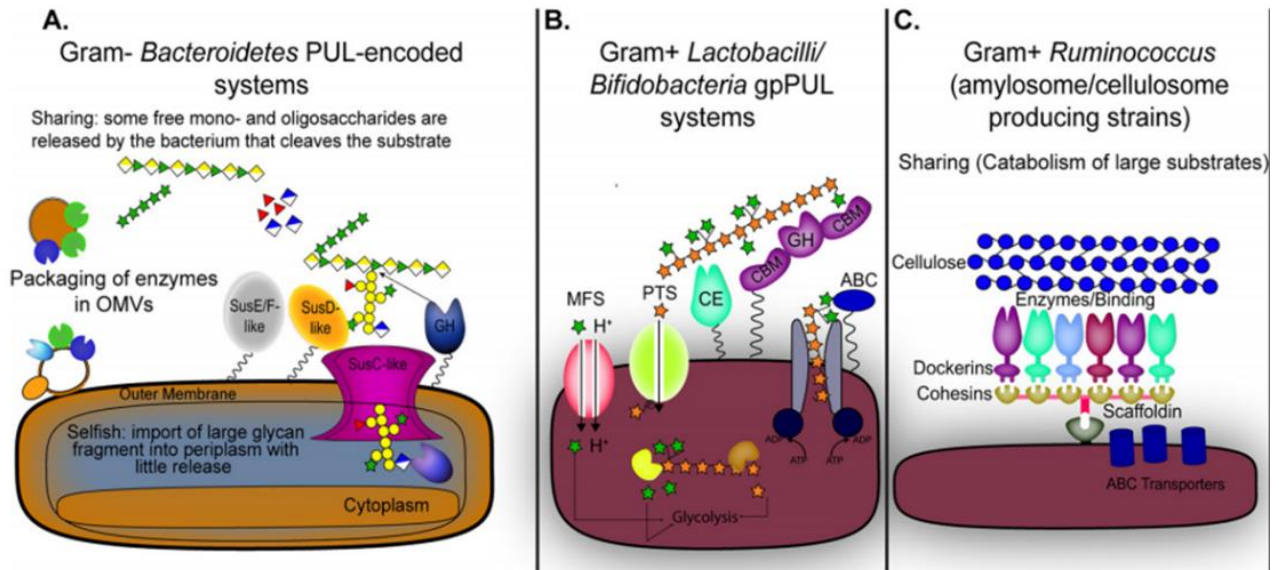 A.
Gram- Bacteroidetes PUL-encoded
systems
Sharing: some free mono- and oligosaccharides are
released by the bacterium that cleaves the substrate
Packaging of enzymes
in OMVs
SusE/F-
like
SusD-
like
GH
SusC-like
Outer Membrane
Selfish: import of large glycan
fragment into periplasm with
little release
Cytoplasm
B.
Gram+ Lactobacilli/
Bifidobacteria gpPUL
systems
CBM
GH
CBM
MFS
PTS
CE
ABC
H+
H+
ADP
ATP
ADP
ATP
Glycolysis
C.
Gram+ Ruminococcus
(amylosome/cellulosome
producing strains)
Sharing (Catabolism of large substrates)
Cellulose
Enzymes/Binding
Dockerins
Cohesins
Scaffoldin
ABC Transporters